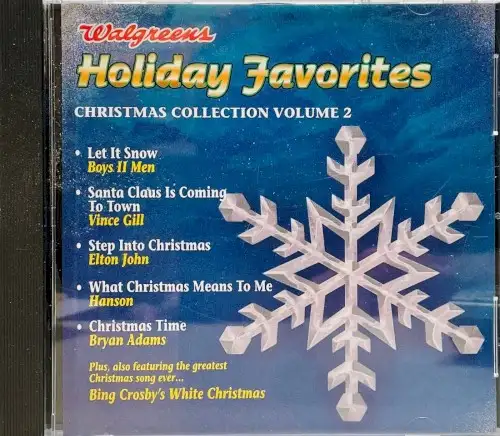 Walgreens
Holiday Favorites
CHRISTMAS COLLECTION VOLUME 2
• Let It Snow
Boys II Men
• Santa Claus Is Coming
To Town
Vince Gill
• Step Into Christmas
Elton John
• What Christmas Means To Me
Hanson
• Christmas Time
Bryan Adams
Plus, also featuring the greatest
Christmas song ever...
Bing Crosby's White Christmas